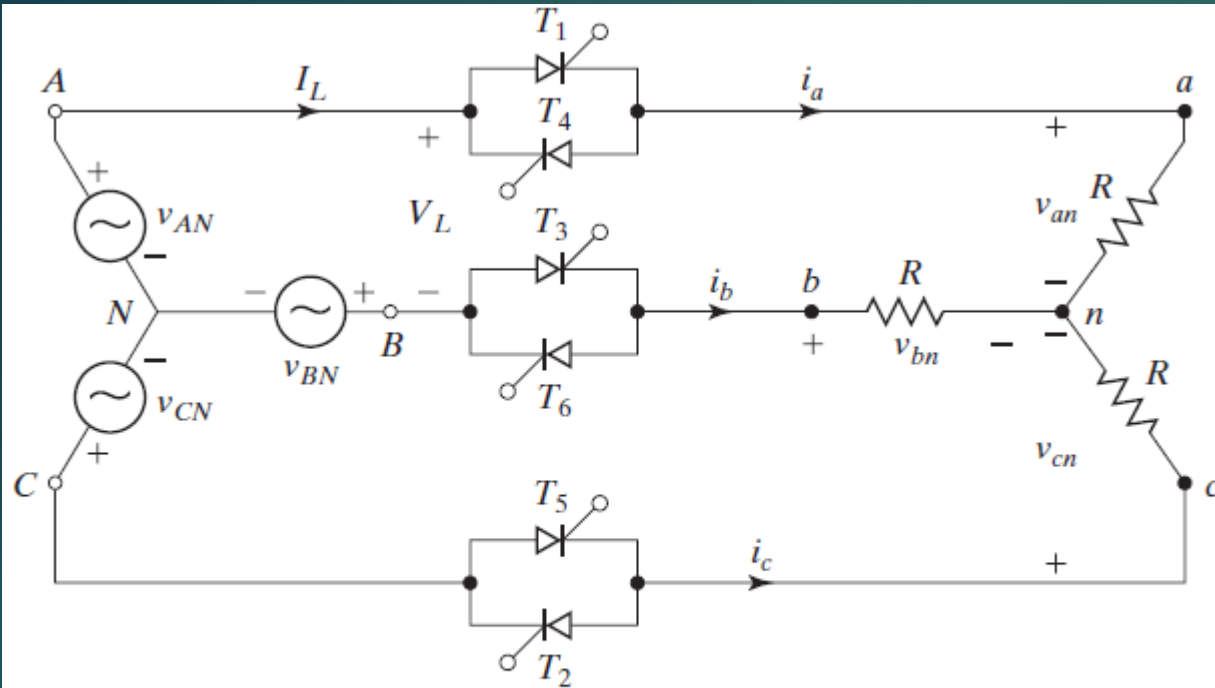 T1
A
I_L
i_a
a
T4
+
+
+
R
v_AN
V_L
T3
v_an
−
−
i_b
b
R
−
N
−
+
−
n
B
+
v_bn
−
−
−
R
v_BN
v_CN
T6
+
v_cn
C
T5
c
i_c
+
T2